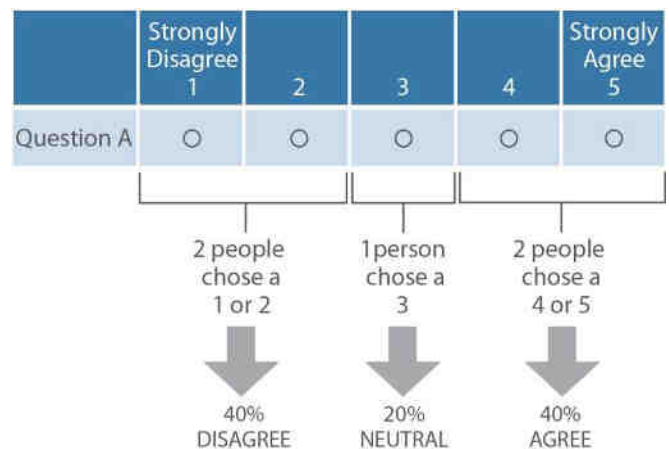 Strongly Disagree 1
2
3
4
Strongly Agree 5
Question A
2 people
chose a
1 or 2
1person
chose a
3
2 people
chose a
4 or 5
40%
DISAGREE
20%
NEUTRAL
40%
AGREE